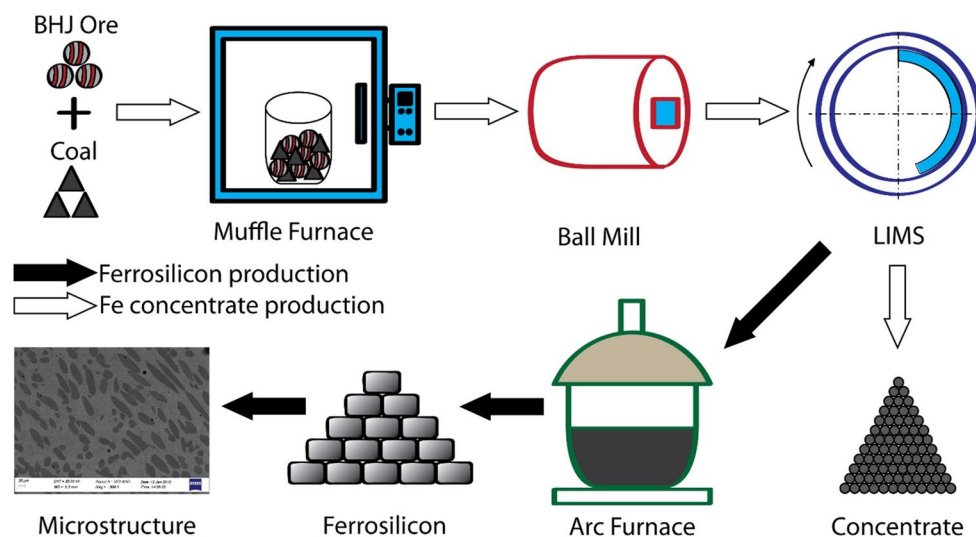 BHJ Ore
+
Coal
Muffle Furnace
Ball Mill
LIMS
Ferrosilicon production
Fe concentrate production
Microstructure
Ferrosilicon
Arc Furnace
Concentrate